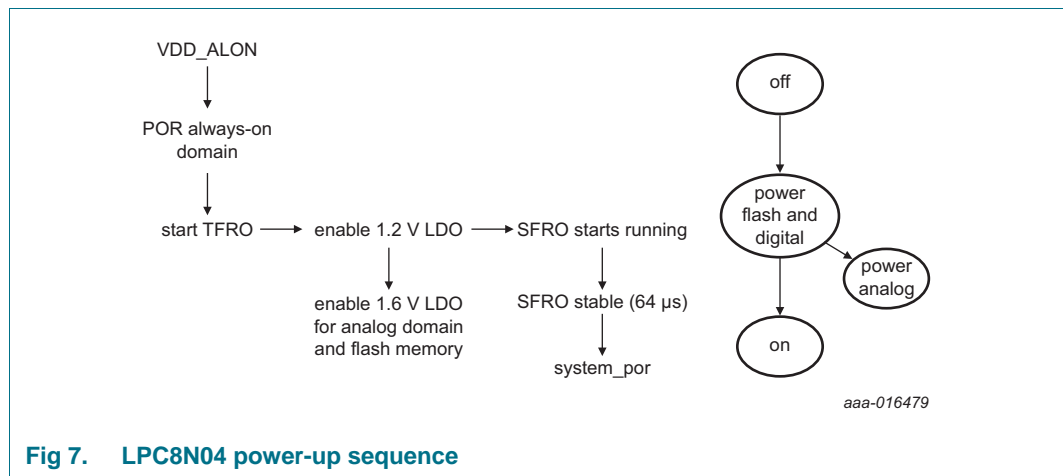 VDD_ALON
POR always-on
domain
start TFRO
enable 1.2 V LDO
SFRO starts running
enable 1.6 V LDO
for analog domain
and flash memory
SFRO stable (64 μs)
system_por
off
power
flash and
digital
power
analog
on
aaa-016479
Fig 7. LPC8N04 power-up sequence